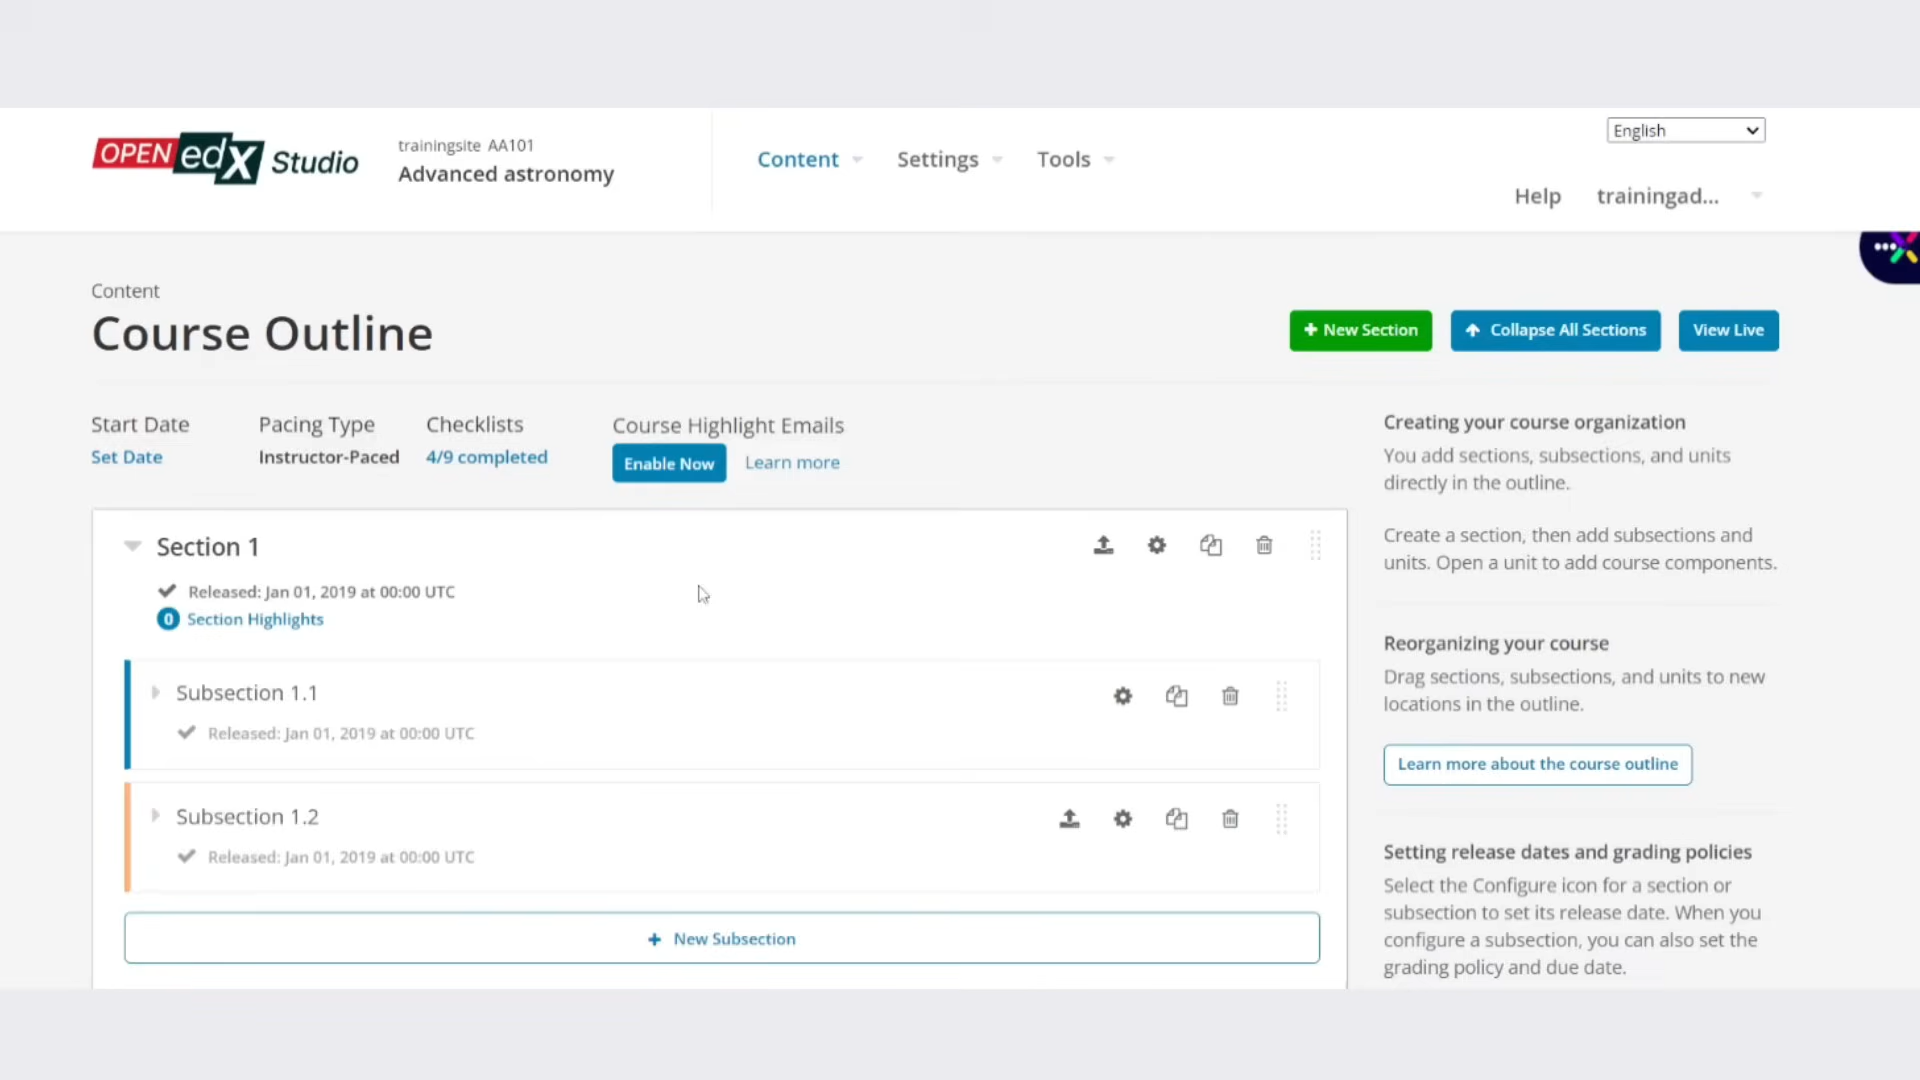 OPEN edX Studio
trainingsite AA101
Advanced astronomy
Content
Settings
Tools
English
Help
trainingad...
Content
Course Outline
New Section
Collapse All Sections
View Live
Start Date
Set Date
Pacing Type
Instructor-Paced
Checklists
4/9 completed
Course Highlight Emails
Enable Now
Learn more
Section 1
Released: Jan 01, 2019 at 00:00 UTC
0 Section Highlights
Subsection 1.1
Released: Jan 01, 2019 at 00:00 UTC
Subsection 1.2
Released: Jan 01, 2019 at 00:00 UTC
+ New Subsection
Creating your course organization
You add sections, subsections, and units
directly in the outline.
Create a section, then add subsections and
units. Open a unit to add course components.
Reorganizing your course
Drag sections, subsections, and units to new
locations in the outline.
Learn more about the course outline
Setting release dates and grading policies
Select the Configure icon for a section or
subsection to set its release date. When you
configure a subsection, you can also set the
grading policy and due date.